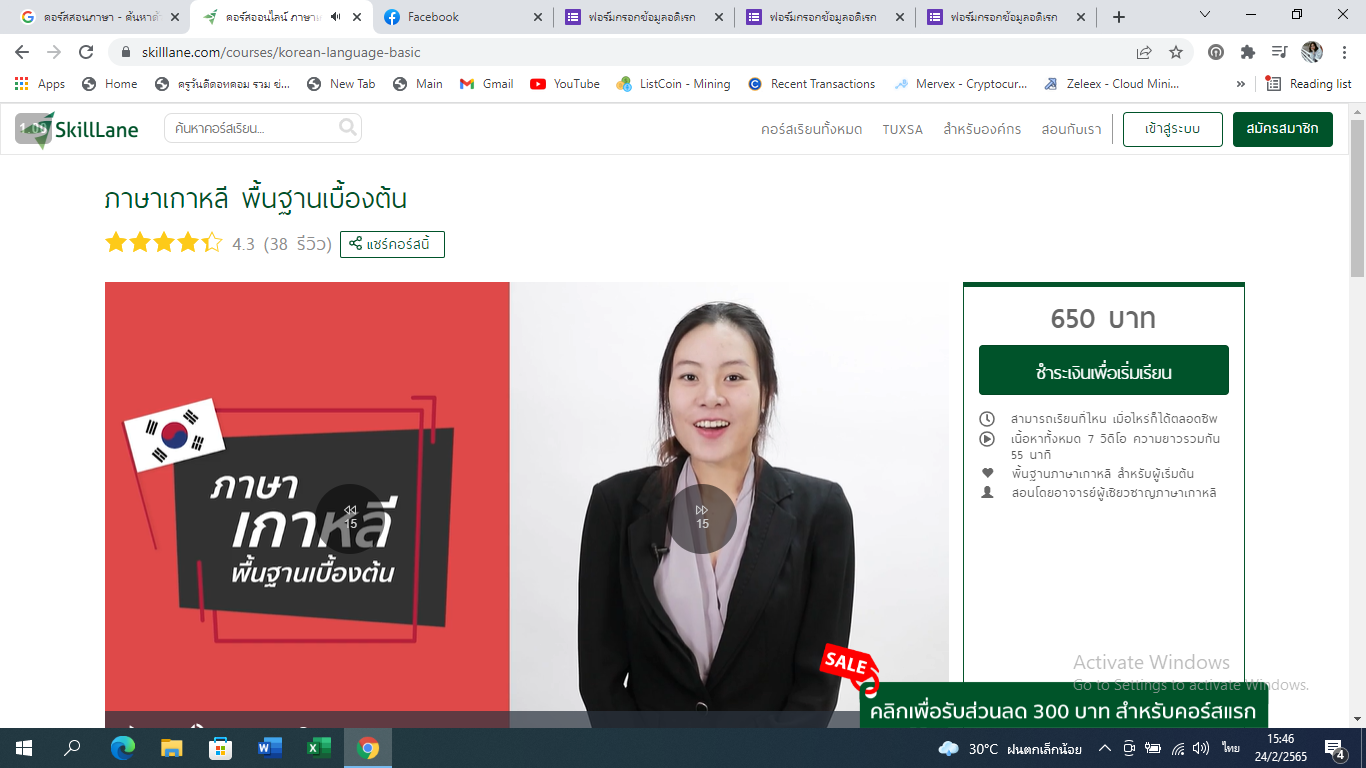 คอร์สสอนภาษา - ค้นหาด้
คอร์สออนไลน์ ภาษาเก
Facebook
ฟอร์มกรอกข้อมูลอดิเรก
ฟอร์มกรอกข้อมูลอดิเรก
ฟอร์มกรอกข้อมูลอดิเรก
skilllane.com/courses/korean-language-basic
Apps
Home
ครูวันดีดอทคอม รวม ข่...
New Tab
Main
Gmail
YouTube
ListCoin - Mining
Recent Transactions
Mervex - Cryptocur...
Zeleex - Cloud Mini...
»
Reading list
SkillLane
ค้นหาคอร์สเรียน...
คอร์สเรียนทั้งหมด
TUXSA
สำหรับองค์กร
สอนกับเรา
เข้าสู่ระบบ
สมัครสมาชิก
ภาษาเกาหลี พื้นฐานเบื้องต้น
4.3 (38 รีวิว)
แชร์คอร์สนี้
ภาษา
เกาหลี
พื้นฐานเบื้องต้น
15
15
650 บาท
ชำระเงินเพื่อเริ่มเรียน
สามารถเรียนที่ไหน เมื่อไหร่ก็ได้ตลอดชีพ
เนื้อหาทั้งหมด 7 วิดีโอ ความยาวรวมกัน
55 นาที
พื้นฐานภาษาเกาหลี สำหรับผู้เริ่มต้น
สอนโดยอาจารย์ผู้เชี่ยวชาญภาษาเกาหลี
Activate Windows
Go to Settings to activate Windows.
SALE
คลิกเพื่อรับส่วนลด 300 บาท สำหรับคอร์สแรก
30°C ฝนตกเล็กน้อย
ไทย
15:46
24/2/2565
4